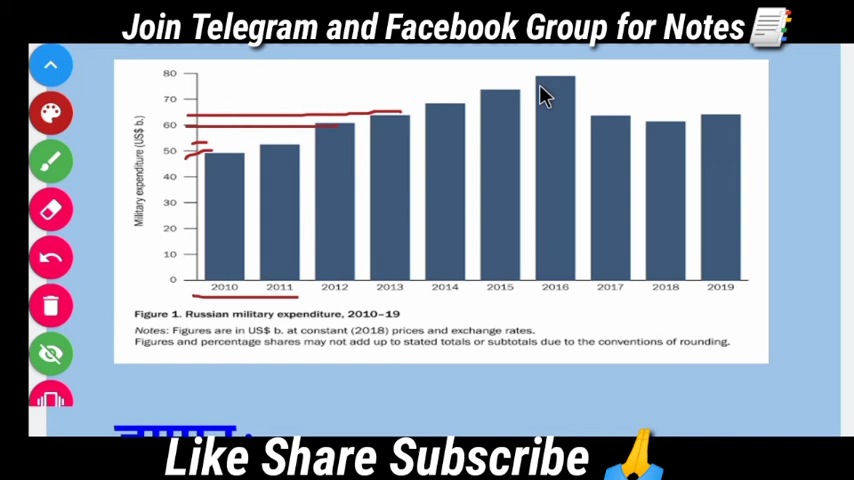 Join Telegram and Facebook Group for Notes
80
70
60
50
40
30
20
10
0
Military expenditure (US$ b.)
2010 2011 2012 2013 2014 2015 2016 2017 2018 2019
Figure 1. Russian military expenditure, 2010–19
Notes: Figures are in US$ b. at constant (2018) prices and exchange rates.
Figures and percentage shares may not add up to stated totals or subtotals due to the conventions of rounding.
Like Share Subscribe